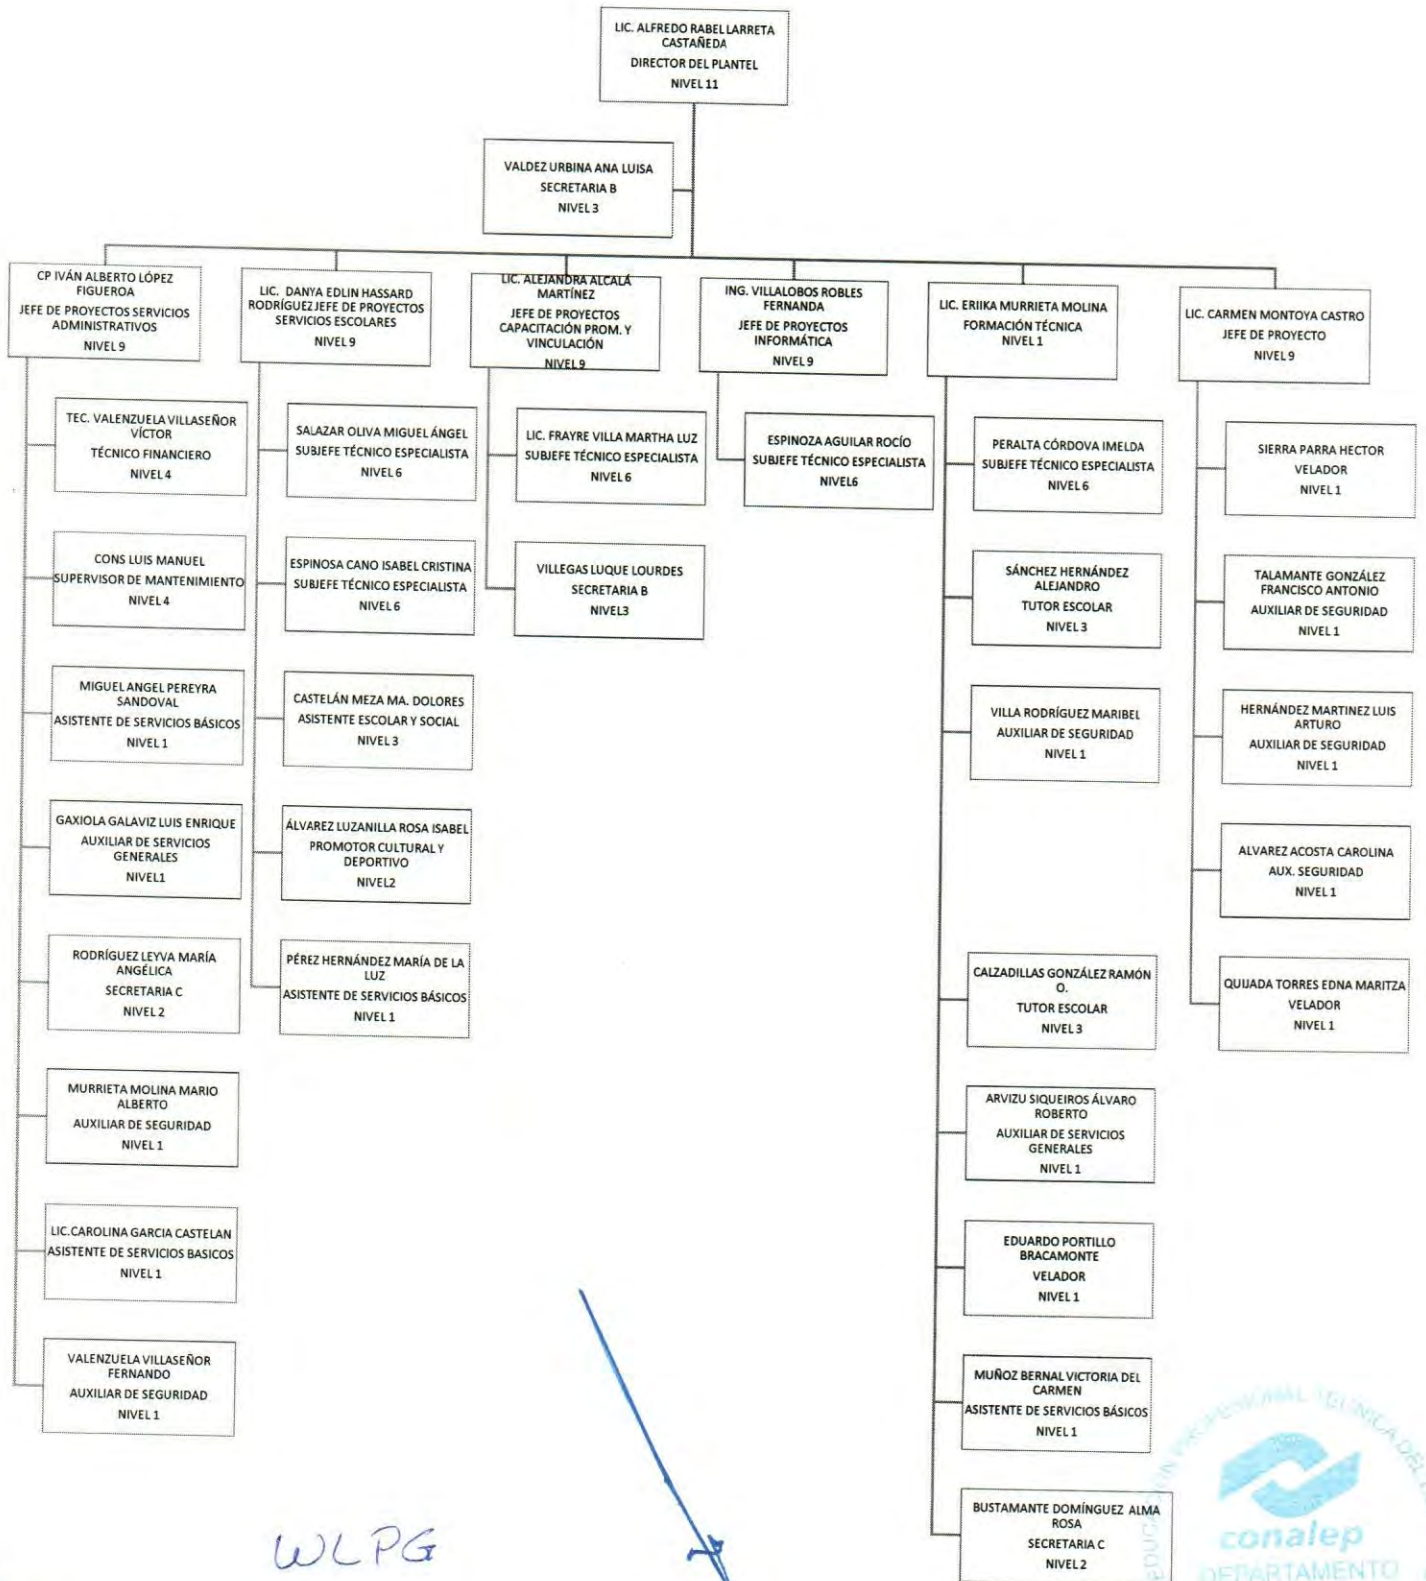 LIC. ALFREDO RABELLARRETA
CASTAÑEDA
DIRECTOR DEL PLANTEL
NIVEL 11
VALDEZ URBINA ANA LUISA
SECRETARIA B
NIVEL 3
CP IVÁN ALBERTO LÓPEZ
FIGUEROA
JEFE DE PROYECTOS SERVICIOS
ADMINISTRATIVOS
NIVEL 9
LIC. DANYA EDLIN HASSARD
RODRÍGUEZ JEFE DE PROYECTOS
SERVICIOS ESCOLARES
NIVEL 9
LIC. ALEJANDRA ALCALÁ
MARTÍNEZ
JEFE DE PROYECTOS
CAPACITACIÓN PROM. Y
VINCULACIÓN
NIVEL 9
ING. VILLALOBOS ROBLES
FERNANDA
JEFE DE PROYECTOS
INFORMÁTICA
NIVEL 9
LIC. ERIIKA MURRIETA MOLINA
FORMACIÓN TÉCNICA
NIVEL 1
LIC. CARMEN MONTOYA CASTRO
JEFE DE PROYECTO
NIVEL 9
TEC. VALENZUELA VILLASEÑOR
VÍCTOR
TÉCNICO FINANCIERO
NIVEL 4
CONS LUIS MANUEL
SUPERVISOR DE MANTENIMIENTO
NIVEL 4
MIGUEL ANGEL PEREYRA
SANDOVAL
ASISTENTE DE SERVICIOS BÁSICOS
NIVEL 1
GAXIOLA GALAVIZ LUIS ENRIQUE
AUXILIAR DE SERVICIOS
GENERALES
NIVEL1
RODRÍGUEZ LEYVA MARÍA
ANGÉLICA
SECRETARIA C
NIVEL 2
MURRIETA MOLINA MARIO
ALBERTO
AUXILIAR DE SEGURIDAD
NIVEL 1
LIC.CAROLINA GARCIA CASTELAN
ASISTENTE DE SERVICIOS BASICOS
NIVEL 1
VALENZUELA VILLASEÑOR
FERNANDO
AUXILIAR DE SEGURIDAD
NIVEL 1
SALAZAR OLIVA MIGUEL ÁNGEL
SUBJEFE TÉCNICO ESPECIALISTA
NIVEL 6
ESPINOSA CANO ISABEL CRISTINA
SUBJEFE TÉCNICO ESPECIALISTA
NIVEL 6
CASTELÁN MEZA MA. DOLORES
ASISTENTE ESCOLAR Y SOCIAL
NIVEL 3
ÁLVAREZ LUZANILLA ROSA ISABEL
PROMOTOR CULTURAL Y
DEPORTIVO
NIVEL2
PÉREZ HERNÁNDEZ MARÍA DE LA
LUZ
ASISTENTE DE SERVICIOS BÁSICOS
NIVEL 1
LIC. FRAYRE VILLA MARTHA LUZ
SUBJEFE TÉCNICO ESPECIALISTA
NIVEL 6
VILLEGAS LUQUE LOURDES
SECRETARIA B
NIVEL3
ESPINOZA AGUILAR ROCÍO
SUBJEFE TÉCNICO ESPECIALISTA
NIVEL6
PERALTA CÓRDOVA IMELDA
SUBJEFE TÉCNICO ESPECIALISTA
NIVEL 6
SÁNCHEZ HERNÁNDEZ
ALEJANDRO
TUTOR ESCOLAR
NIVEL 3
VILLA RODRÍGUEZ MARIBEL
AUXILIAR DE SEGURIDAD
NIVEL 1
CALZADILLAS GONZÁLEZ RAMÓN
O.
TUTOR ESCOLAR
NIVEL 3
ARVIZU SIQUEIROS ÁLVARO
ROBERTO
AUXILIAR DE SERVICIOS
GENERALES
NIVEL 1
EDUARDO PORTILLO
BRACAMONTE
VELADOR
NIVEL 1
MUÑOZ BERNAL VICTORIA DEL
CARMEN
ASISTENTE DE SERVICIOS BÁSICOS
NIVEL 1
BUSTAMANTE DOMÍNGUEZ ALMA
ROSA
SECRETARIA C
NIVEL 2
SIERRA PARRA HECTOR
VELADOR
NIVEL 1
TALAMANTE GONZÁLEZ
FRANCISCO ANTONIO
AUXILIAR DE SEGURIDAD
NIVEL 1
HERNÁNDEZ MARTINEZ LUIS
ARTURO
AUXILIAR DE SEGURIDAD
NIVEL 1
ALVAREZ ACOSTA CAROLINA
AUX. SEGURIDAD
NIVEL 1
QUIJADA TORRES EDNA MARITZA
VELADOR
NIVEL 1
WLPG
PROFESIONAL TECNICA DEL
conalep
DEPARTAMENTO